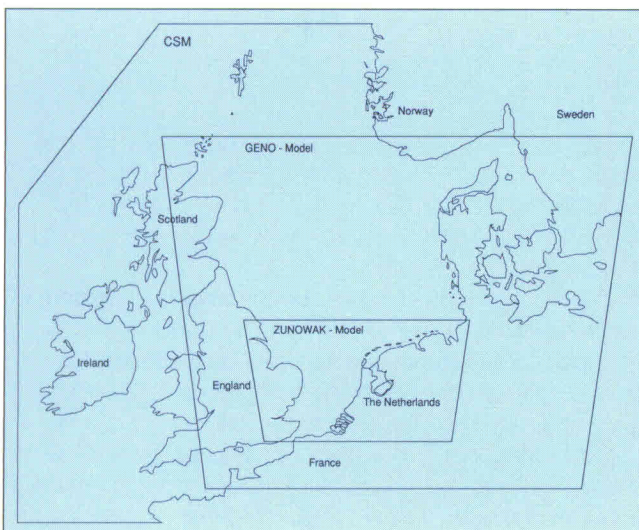 CSM
Norway
Sweden
GENO - Model
Scotland
ZUNOWAK - Model
Ireland
England
The Netherlands
France